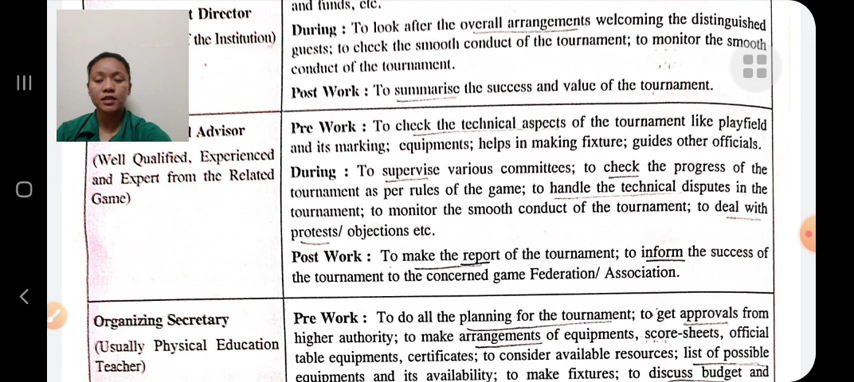 and funds, etc.
t Director
the Institution)
During : To look after the overall arrangements welcoming the distinguished
guests; to check the smooth conduct of the tournament; to monitor the smooth
conduct of the tournament.
Post Work : To summarise the success and value of the tournament.
Advisor
(Well Qualified, Experienced
and Expert from the Related
Game)
Pre Work : To check the technical aspects of the tournament like playfield
and its marking; equipments; helps in making fixture; guides other officials.
During : To supervise various committees; to check the progress of the
tournament as per rules of the game; to handle the technical disputes in the
tournament; to monitor the smooth conduct of the tournament; to deal with
protests/ objections etc.
Post Work : To make the report of the tournament; to inform the success of
the tournament to the concerned game Federation/ Association.
Organizing Secretary
(Usually Physical Education
Teacher)
Pre Work : To do all the planning for the tournament; to get approvals from
higher authority; to make arrangements of equipments, score-sheets, official
table equipments, certificates; to consider available resources; list of possible
equipments and its availability; to make fixtures; to discuss budget and